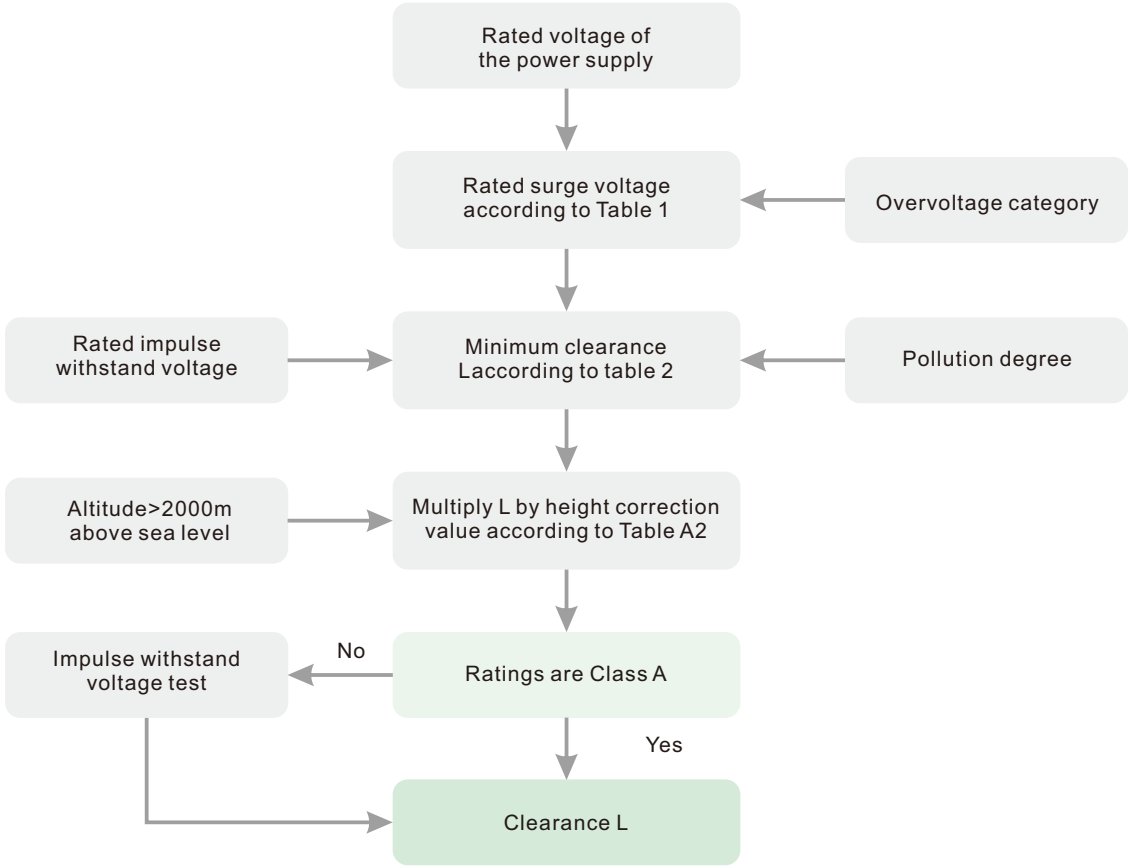 Rated voltage of
the power supply
Rated surge voltage
according to Table 1
Overvoltage category
Rated impulse
withstand voltage
Minimum clearance
Laccording to table 2
Pollution degree
Altitude>2000m
above sea level
Multiply L by height correction
value according to Table A2
Impulse withstand
voltage test
No
Ratings are Class A
Yes
Clearance L